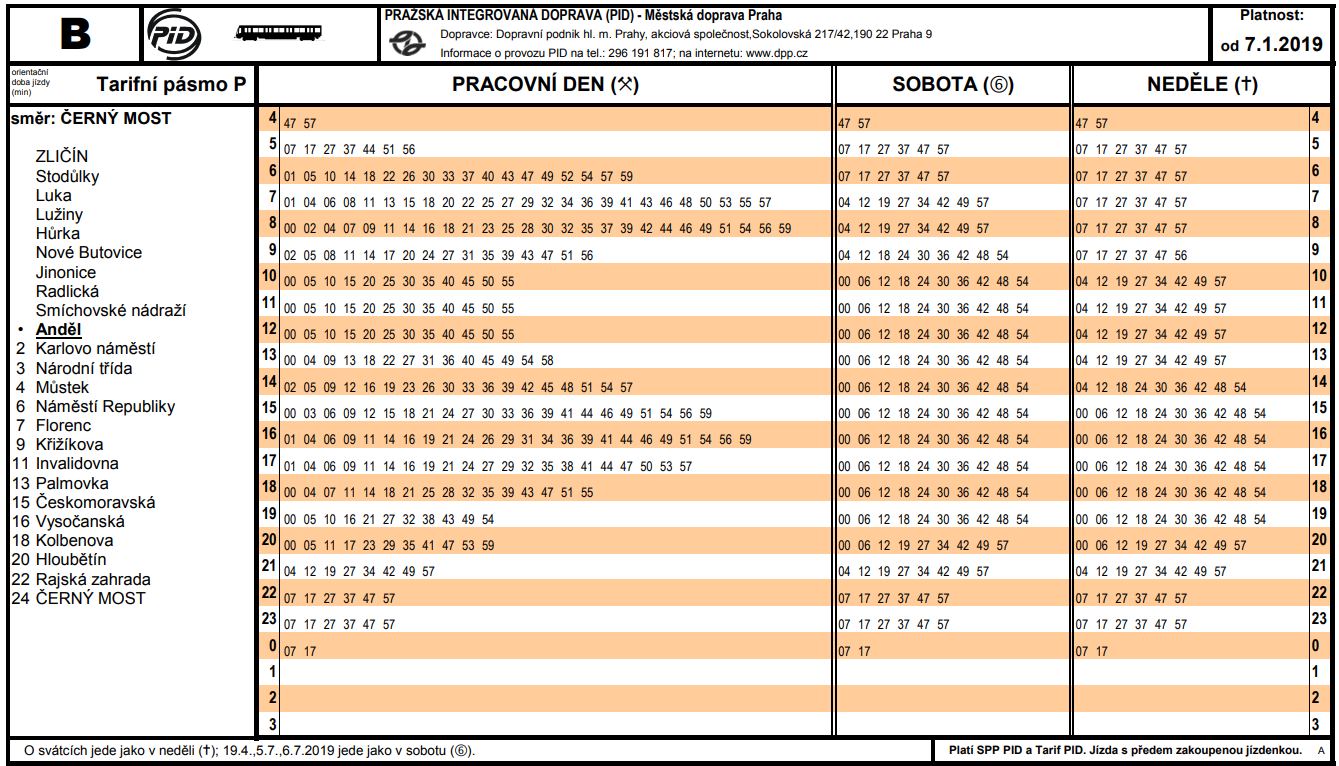 B
PiD
PRAŽSKÁ INTEGROVANÁ DOPRAVA (PID) - Městská doprava Praha
Dopravce: Dopravní podnik hl. m. Prahy, akciová společnost,Sokolovská 217/42,190 22 Praha 9
Informace o provozu PID na tel.: 296 191 817; na internetu: www.dpp.cz
Platnost:
od 7.1.2019
orientační
doba jízdy
(min)
Tarifní pásmo P
PRACOVNÍ DEN (⚒)
SOBOTA (⑥)
NEDĚLE (†)
směr: ČERNÝ MOST
ZLIČÍN
Stodůlky
Luka
Lužiny
Hůrka
Nové Butovice
Jinonice
Radlická
Smíchovské nádraží
• Anděl
2 Karlovo náměstí
3 Národní třída
4 Můstek
6 Náměstí Republiky
7 Florenc
9 Křižíkova
11 Invalidovna
13 Palmovka
15 Českomoravská
16 Vysočanská
18 Kolbenova
20 Hloubětín
22 Rajská zahrada
24 ČERNÝ MOST
4 47 57 47 57 47 57 4
5 07 17 27 37 44 51 56 07 17 27 37 47 57 07 17 27 37 47 57 5
6 01 05 10 14 18 22 26 30 33 37 40 43 47 49 52 54 57 59 07 17 27 37 47 57 07 17 27 37 47 57 6
7 01 04 06 08 11 13 15 18 20 22 25 27 29 32 34 36 39 41 43 46 48 50 53 55 57 04 12 19 27 34 42 49 57 07 17 27 37 47 57 7
8 00 02 04 07 09 11 14 16 18 21 23 25 28 30 32 35 37 39 42 44 46 49 51 54 56 59 04 12 19 27 34 42 49 57 07 17 27 37 47 57 8
9 02 05 08 11 14 17 20 24 27 31 35 39 43 47 51 56 04 12 18 24 30 36 42 48 54 07 17 27 37 47 56 9
10 00 05 10 15 20 25 30 35 40 45 50 55 00 06 12 18 24 30 36 42 48 54 04 12 19 27 34 42 49 57 10
11 00 05 10 15 20 25 30 35 40 45 50 55 00 06 12 18 24 30 36 42 48 54 04 12 19 27 34 42 49 57 11
12 00 05 10 15 20 25 30 35 40 45 50 55 00 06 12 18 24 30 36 42 48 54 04 12 19 27 34 42 49 57 12
13 00 04 09 13 18 22 27 31 36 40 45 49 54 58 00 06 12 18 24 30 36 42 48 54 04 12 19 27 34 42 49 57 13
14 02 05 09 12 16 19 23 26 30 33 36 39 42 45 48 51 54 57 00 06 12 18 24 30 36 42 48 54 04 12 18 24 30 36 42 48 54 14
15 00 03 06 09 12 15 18 21 24 27 30 33 36 39 41 44 46 49 51 54 56 59 00 06 12 18 24 30 36 42 48 54 00 06 12 18 24 30 36 42 48 54 15
16 01 04 06 09 11 14 16 19 21 24 26 29 31 34 36 39 41 44 46 49 51 54 56 59 00 06 12 18 24 30 36 42 48 54 00 06 12 18 24 30 36 42 48 54 16
17 01 04 06 09 11 14 16 19 21 24 27 29 32 35 38 41 44 47 50 53 57 00 06 12 18 24 30 36 42 48 54 00 06 12 18 24 30 36 42 48 54 17
18 00 04 07 11 14 18 21 25 28 32 35 39 43 47 51 55 00 06 12 18 24 30 36 42 48 54 00 06 12 18 24 30 36 42 48 54 18
19 00 05 10 16 21 27 32 38 43 49 54 00 06 12 18 24 30 36 42 48 54 00 06 12 18 24 30 36 42 48 54 19
20 00 05 11 17 23 29 35 41 47 53 59 00 06 12 19 27 34 42 49 57 00 06 12 19 27 34 42 49 57 20
21 04 12 19 27 34 42 49 57 04 12 19 27 34 42 49 57 04 12 19 27 34 42 49 57 21
22 07 17 27 37 47 57 07 17 27 37 47 57 07 17 27 37 47 57 22
23 07 17 27 37 47 57 07 17 27 37 47 57 07 17 27 37 47 57 23
0 07 17 07 17 07 17 0
1 1
2 2
3 3
O svátcích jede jako v neděli (†); 19.4.,5.7.,6.7.2019 jede jako v sobotu (⑥).
Platí SPP PID a Tarif PID. Jízda s předem zakoupenou jízdenkou. A